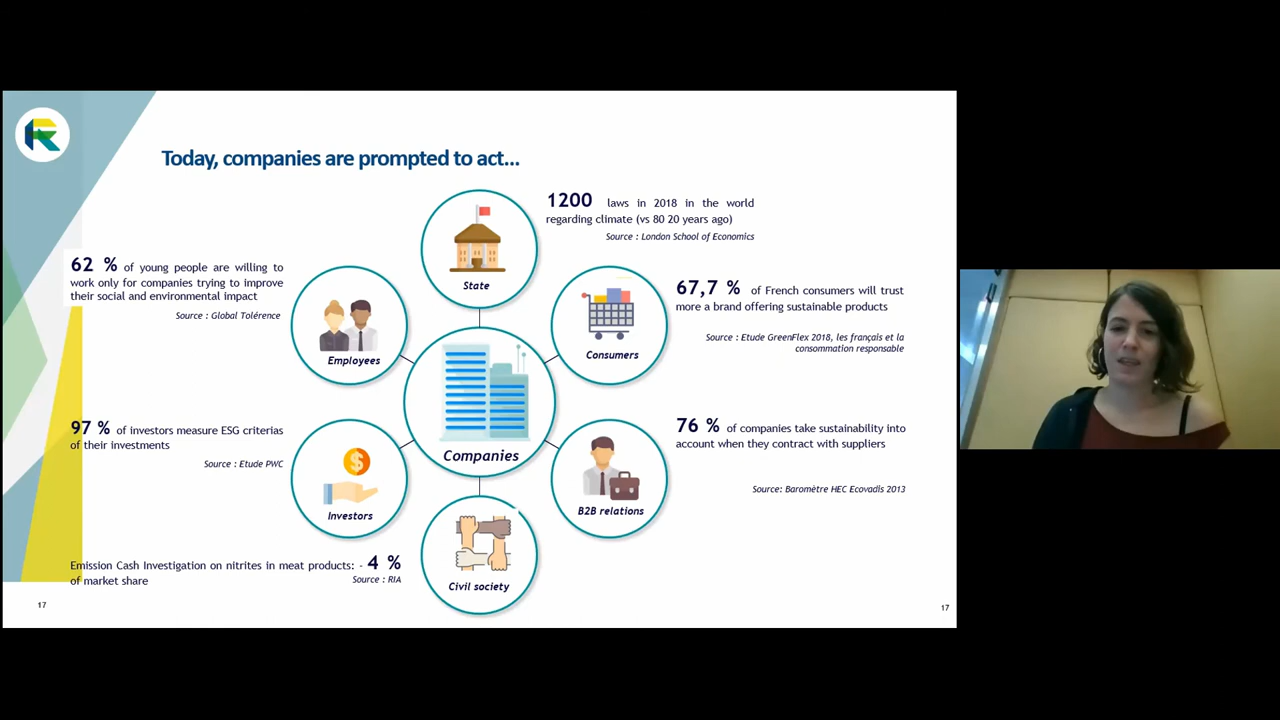 Today, companies are prompted to act...
1200 laws in 2018 in the world
regarding climate (vs 80 20 years ago)
Source : London School of Economics
State
62 % of young people are willing to
work only for companies trying to improve
their social and environmental impact
Source : Global Tolérence
Employees
67,7 % of French consumers will trust
more a brand offering sustainable products
Source : Etude GreenFlex 2018, les français et la
consommation responsable
Consumers
Companies
97 % of investors measure ESG criterias
of their investments
Source : Etude PWC
Investors
76 % of companies take sustainability into
account when they contract with suppliers
Source: Baromètre HEC Ecovadis 2013
B2B relations
Emission Cash Investigation on nitrites in meat products: - 4 %
of market share
Source : RIA
Civil society
17
17